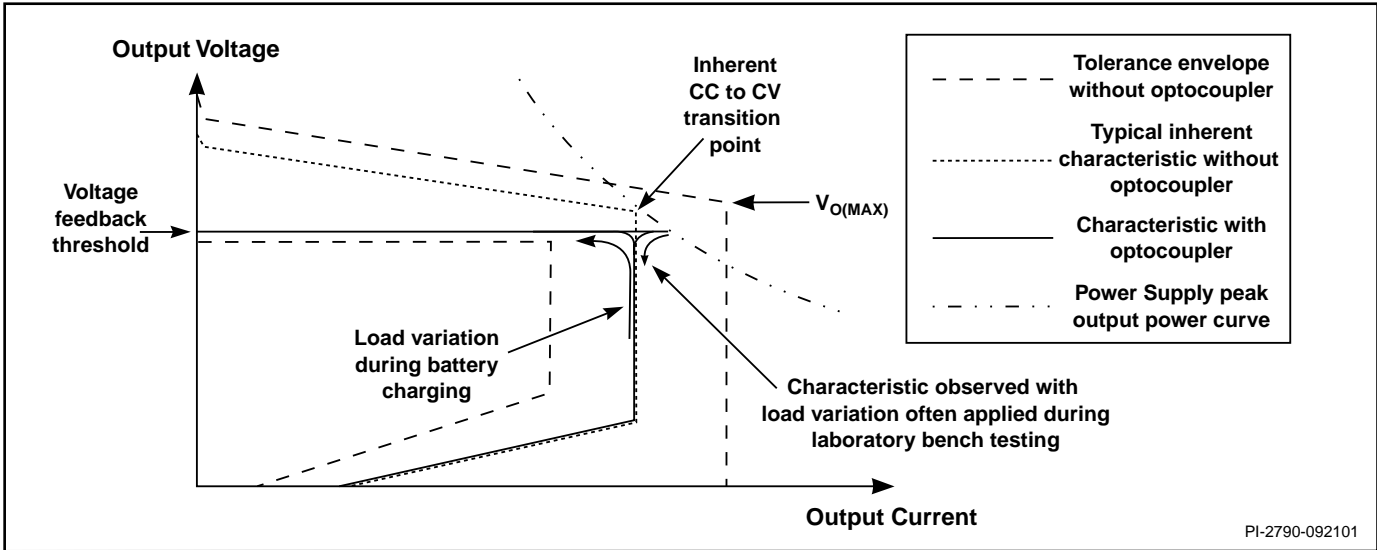 Output Voltage
Inherent
CC to CV
transition
point
Voltage
feedback
threshold
V_O(MAX)
Load variation
during battery
charging
Characteristic observed with
load variation often applied during
laboratory bench testing
Output Current
Tolerance envelope
without optocoupler
Typical inherent
characteristic without
optocoupler
Characteristic with
optocoupler
Power Supply peak
output power curve
PI-2790-092101